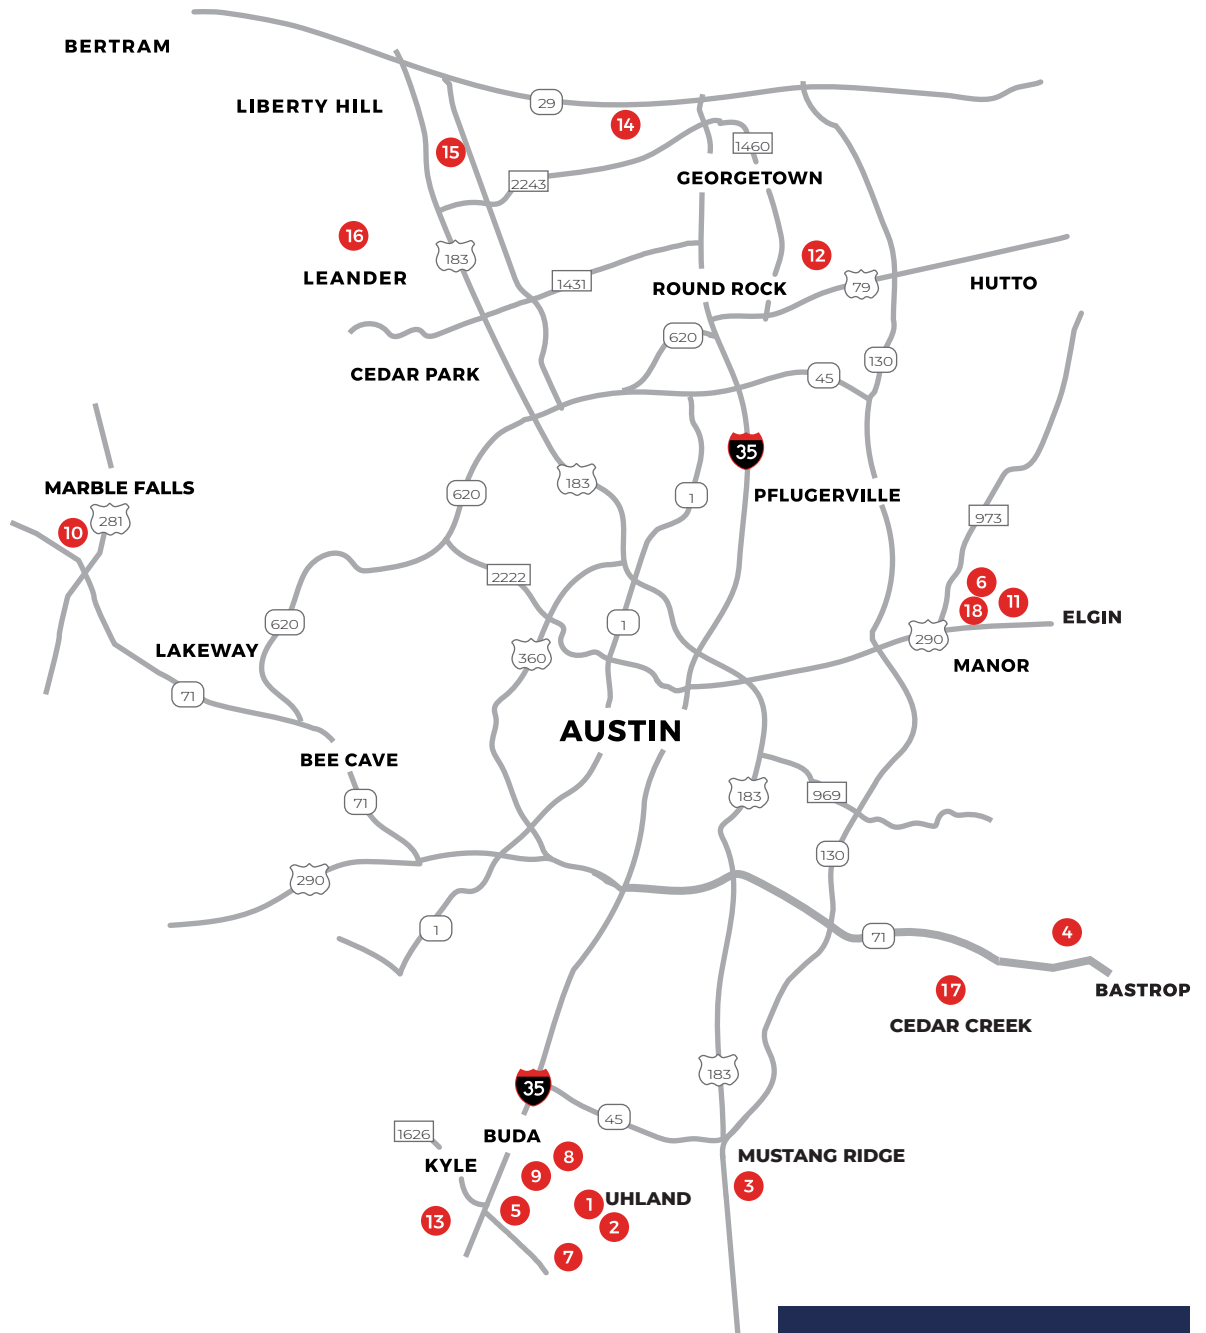 BERTRAM
LIBERTY HILL
29
14
15
1460
GEORGETOWN
2243
16
183
12
LEANDER
1431
ROUND ROCK
79
HUTTO
620
130
CEDAR PARK
45
35
MARBLE FALLS
183
620
1
PFLUGERVILLE
10
281
973
2222
6
11
18
620
1
ELGIN
290
LAKEWAY
360
MANOR
71
AUSTIN
BEE CAVE
71
183
969
130
290
1
71
4
17
BASTROP
CEDAR CREEK
183
35
45
1626
BUDA
MUSTANG RIDGE
KYLE
8
9
3
1
UHLAND
5
13
2
7